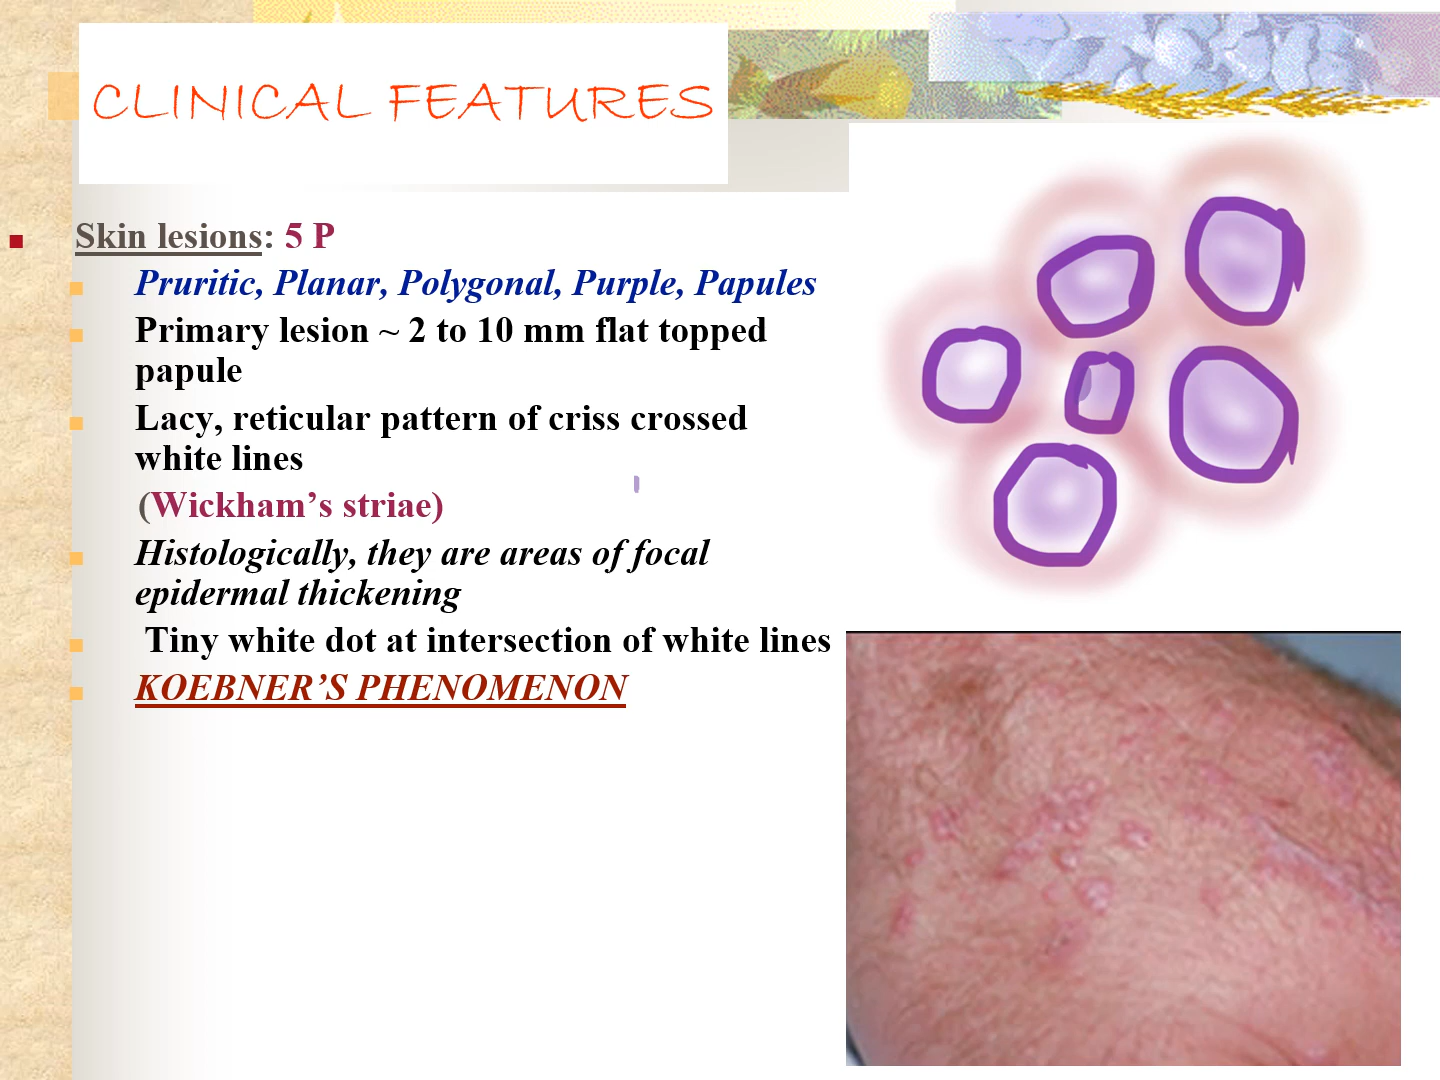 CLINICAL FEATURES
Skin lesions: 5 P
Pruritic, Planar, Polygonal, Purple, Papules
Primary lesion ~ 2 to 10 mm flat topped
papule
Lacy, reticular pattern of criss crossed
white lines
(Wickham’s striae)
Histologically, they are areas of focal
epidermal thickening
Tiny white dot at intersection of white lines
KOEBNER’S PHENOMENON